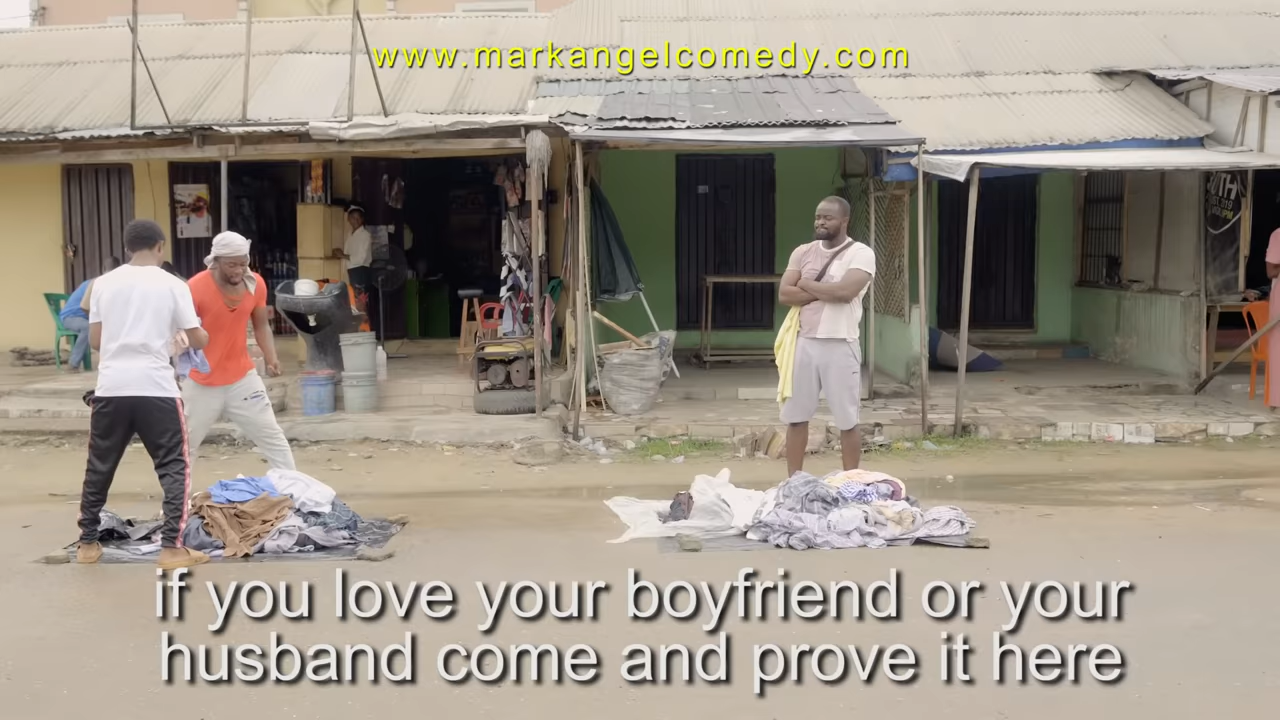 www.markangelcomedy.com
if you love your boyfriend or your
husband come and prove it here